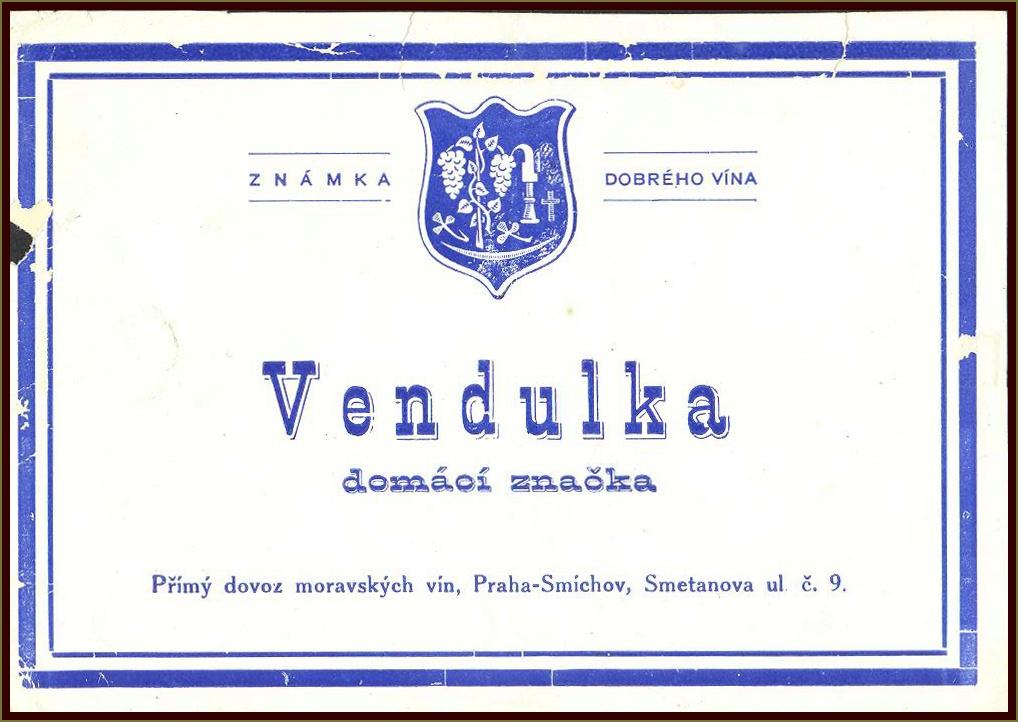 ZNÁMKA DOBRÉHO VÍNA
Vendulka
domácí značka
Přímý dovoz moravských vín, Praha-Smíchov, Smetanova ul. č. 9.